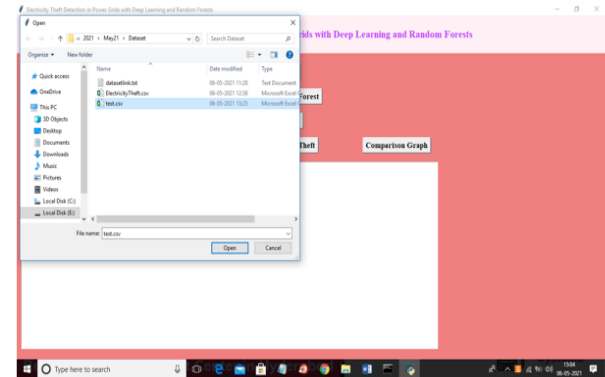 Electricity Theft Detection in Power Grids with Deep Learning and Random Forests
Open
rids with Deep Learning and Random Forests
2021 > May21 > Dataset
Search Dataset
Organize
New folder
Name
Date modified
Type
Quick access
OneDrive
This PC
3D Objects
Desktop
Documents
Downloads
Music
Pictures
Videos
Local Disk (C:)
Local Disk (E:)
datasetlink.txt
06-05-2021 11:28
Text Document
ElectricityTheft.csv
06-05-2021 12:58
Microsoft Excel
test.csv
06-05-2021 13:25
Microsoft Excel
Forest
Theft
Comparison Graph
File name:
test.csv
Open
Cancel
Type here to search
15:04
06-05-2021